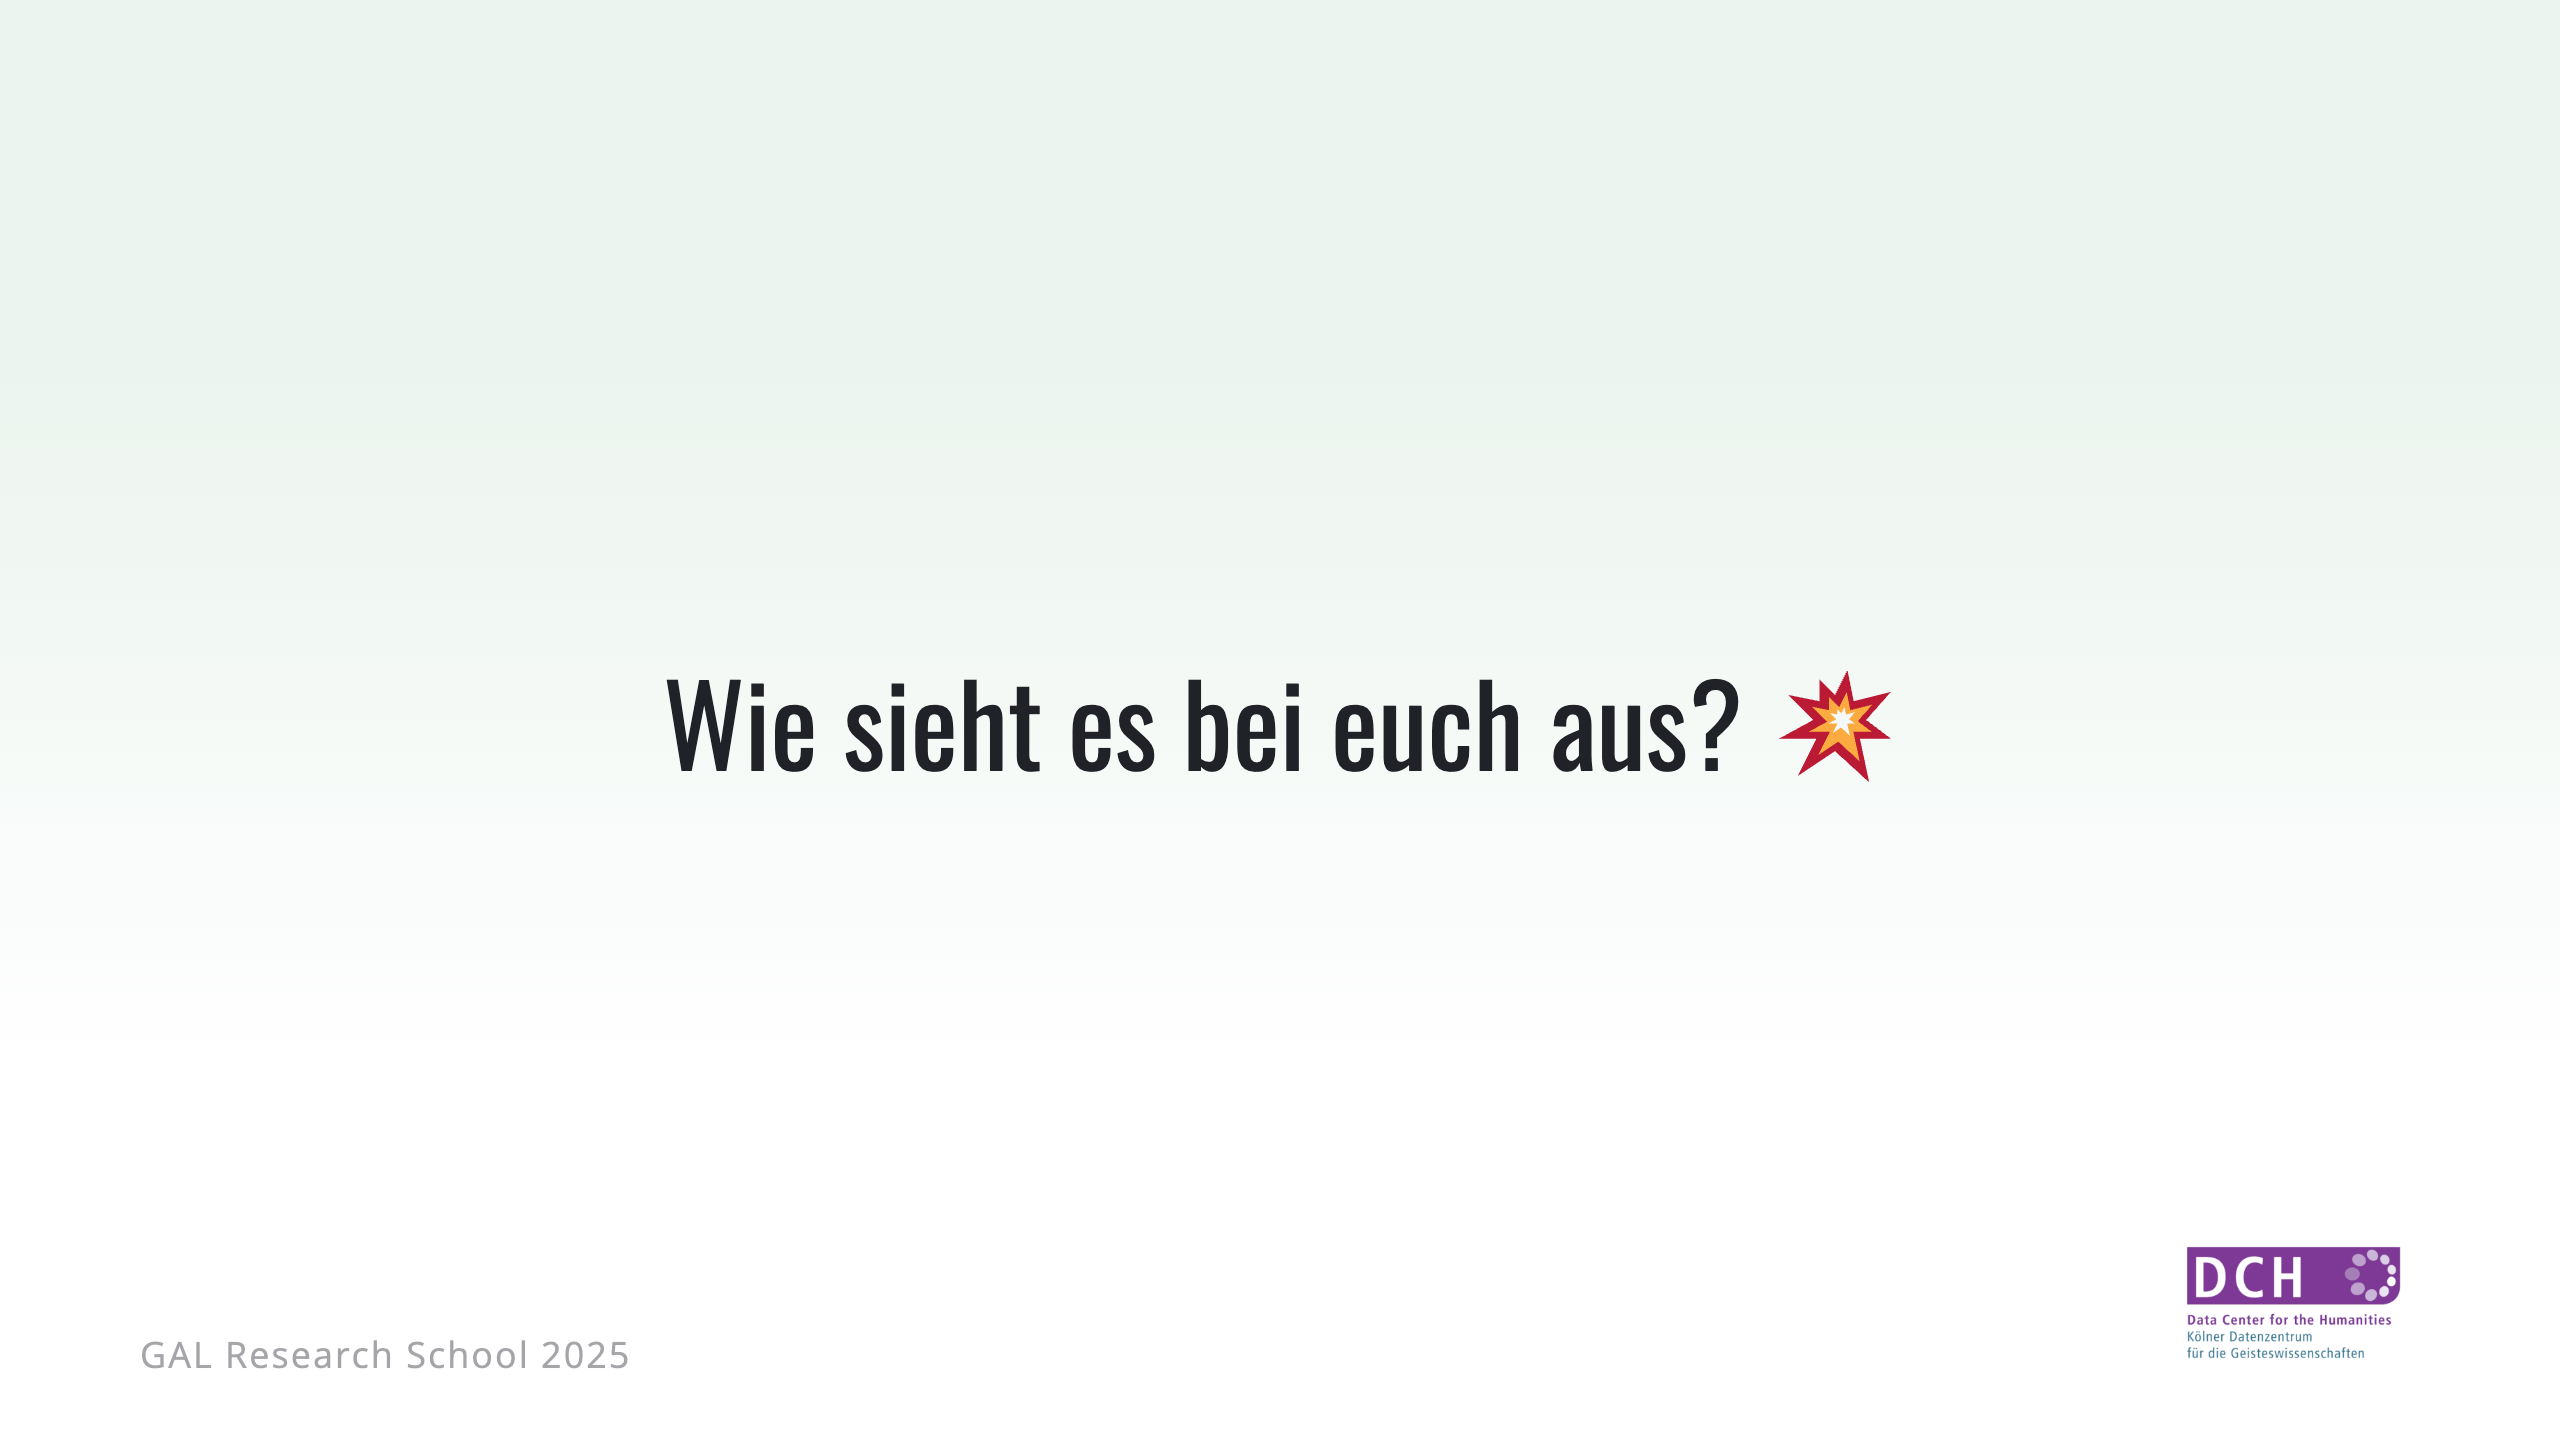 Wie sieht es bei euch aus? 💥
GAL Research School 2025
DCH
Data Center for the Humanities
Kölner Datenzentrum
für die Geisteswissenschaften